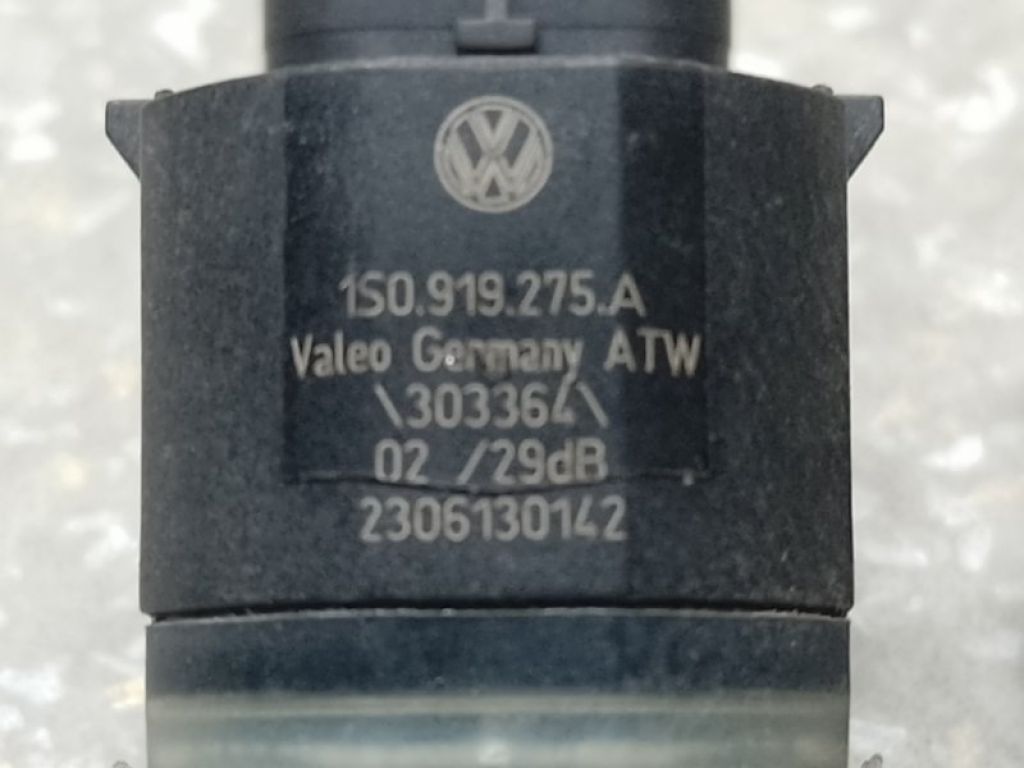 1S0.919.275.A
Valeo Germany ATW
\303364\
02 /29dB
2306130142